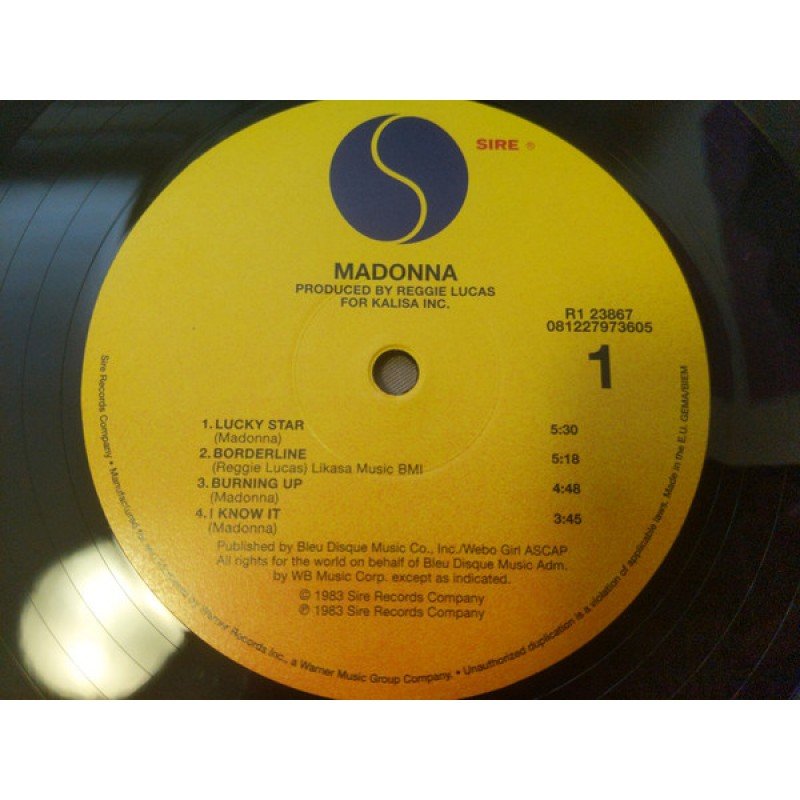 SIRE ®
MADONNA
PRODUCED BY REGGIE LUCAS
FOR KALISA INC.
R1 23867
081227973605
1
1. LUCKY STAR 5:30
(Madonna)
2. BORDERLINE 5:18
(Reggie Lucas) Likasa Music BMI
3. BURNING UP 4:48
(Madonna)
4. I KNOW IT 3:45
(Madonna)
Published by Bleu Disque Music Co., Inc./Webo Girl ASCAP
All rights for the world on behalf of Bleu Disque Music Adm.
by WB Music Corp. except as indicated.
© 1983 Sire Records Company
℗ 1983 Sire Records Company
Sire Records Company • Manufactured for and by Warner Records Inc., a Warner Music Group Company. • Unauthorized duplication is a violation of applicable laws. Made in the E.U. GEMA/BIEM